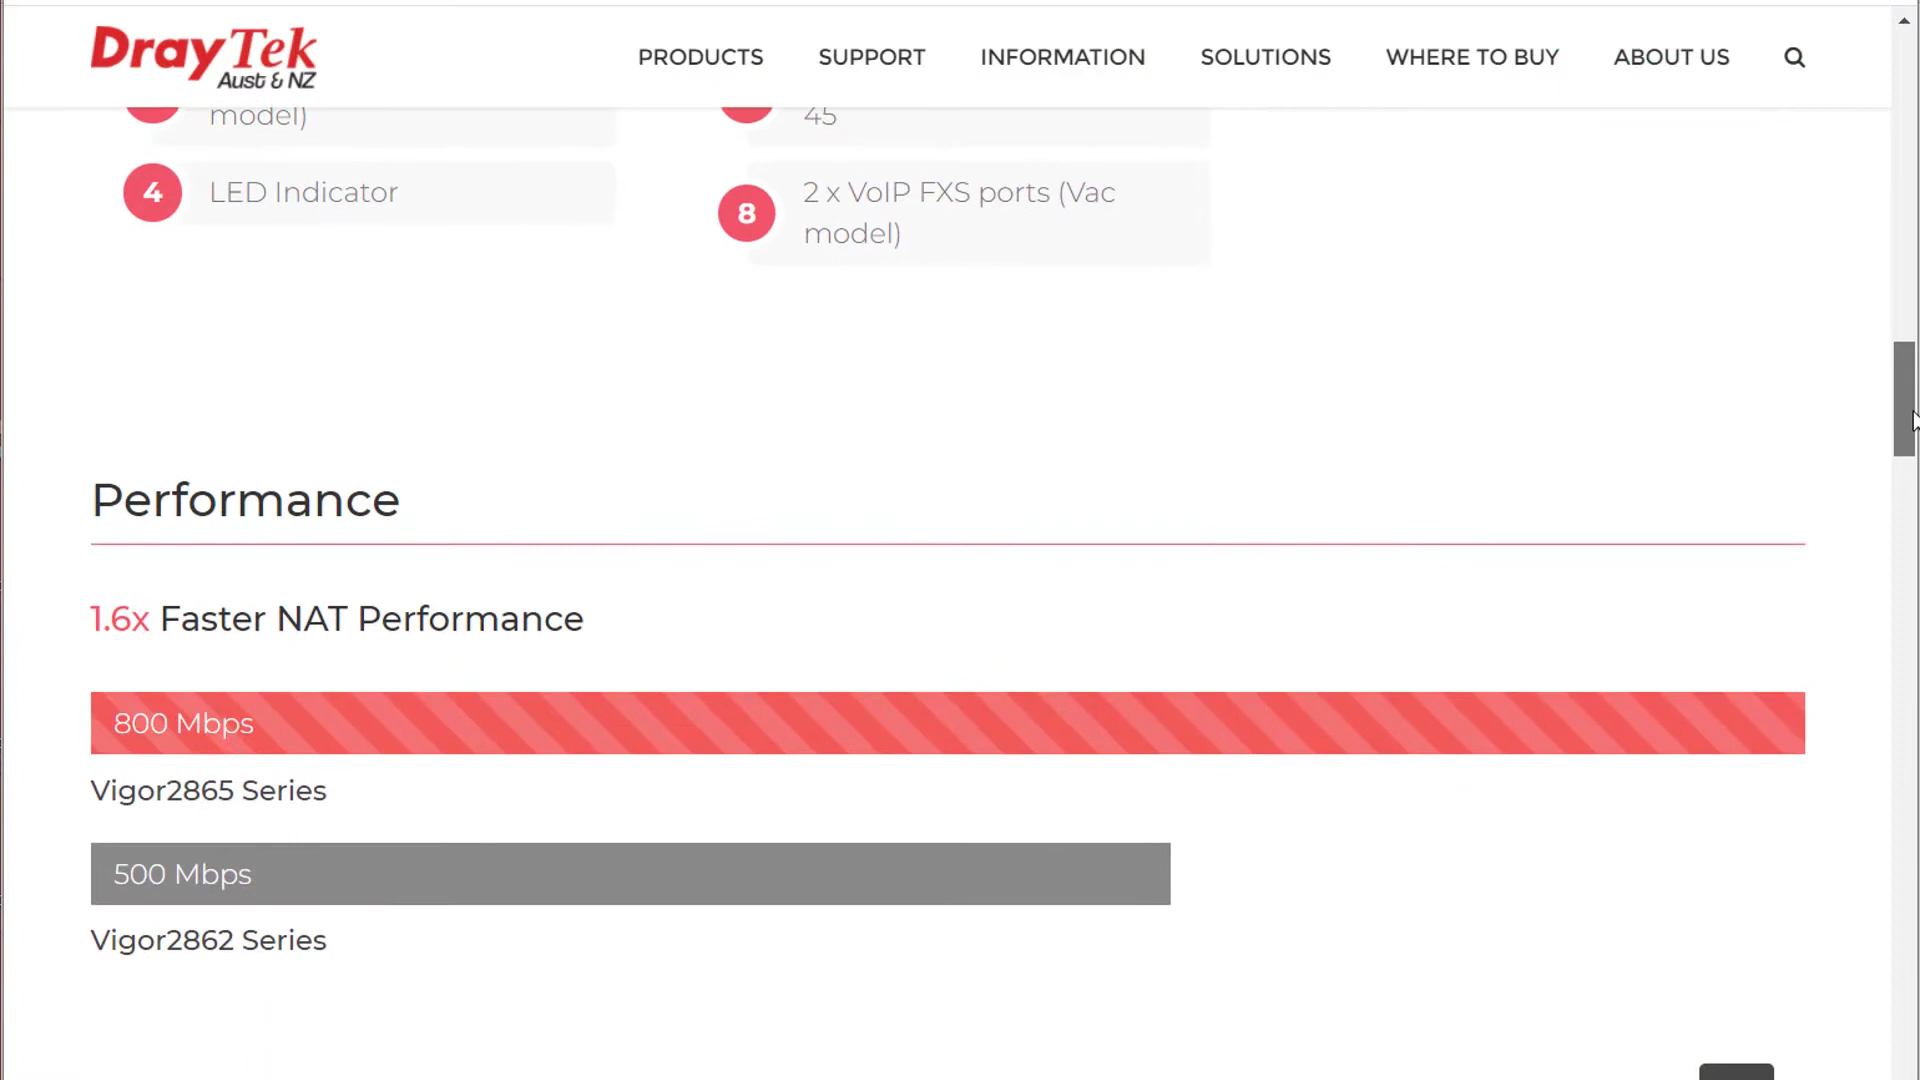 DrayTek
Aust & NZ
PRODUCTS
SUPPORT
INFORMATION
SOLUTIONS
WHERE TO BUY
ABOUT US
model)
45
4
LED Indicator
8
2 x VoIP FXS ports (Vac
model)
Performance
1.6x Faster NAT Performance
800 Mbps
Vigor2865 Series
500 Mbps
Vigor2862 Series